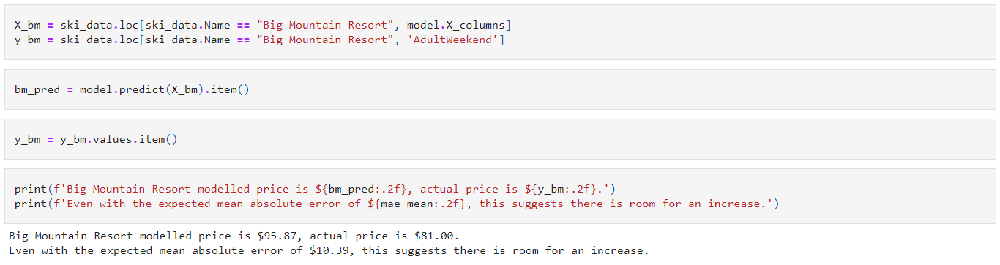 X_bm = ski_data.loc[ski_data.Name == "Big Mountain Resort", model.X_columns]
y_bm = ski_data.loc[ski_data.Name == "Big Mountain Resort", 'AdultWeekend']
bm_pred = model.predict(X_bm).item()
y_bm = y_bm.values.item()
print(f'Big Mountain Resort modelled price is ${bm_pred:.2f}, actual price is ${y_bm:.2f}.')
print(f'Even with the expected mean absolute error of ${mae_mean:.2f}, this suggests there is room for an increase.')
Big Mountain Resort modelled price is $95.87, actual price is $81.00.
Even with the expected mean absolute error of $10.39, this suggests there is room for an increase.